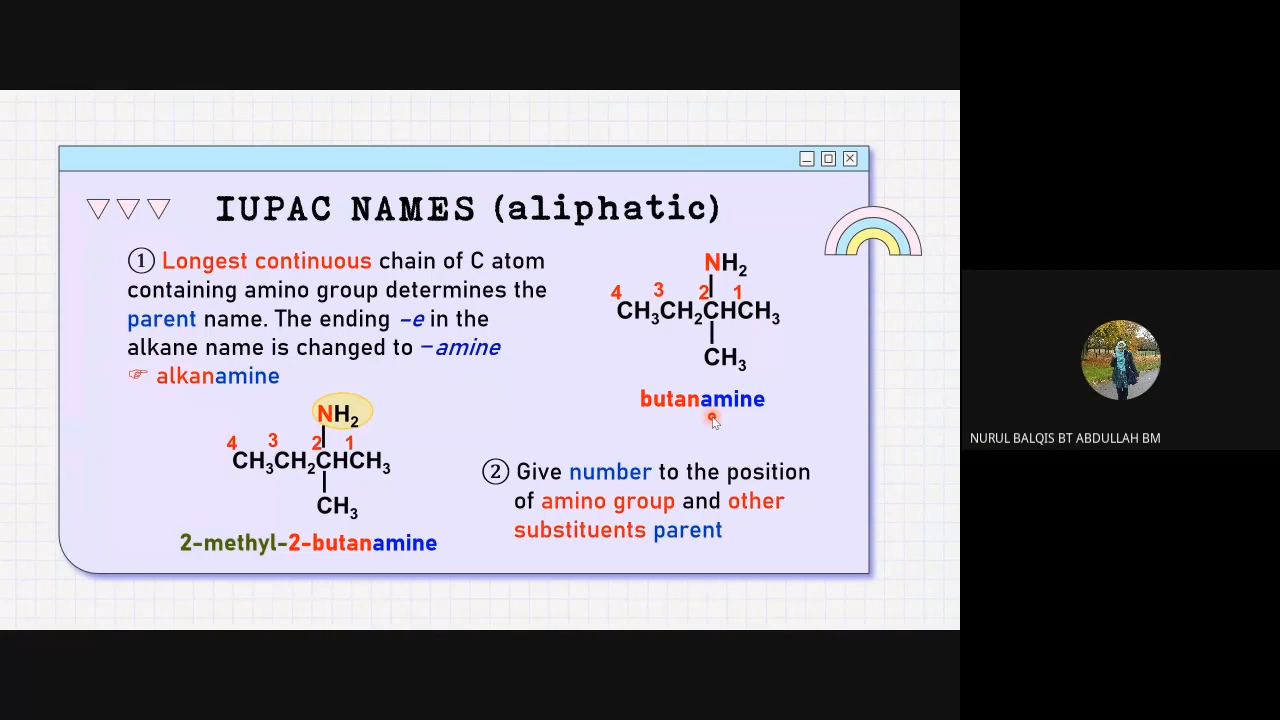 IUPAC NAMES (aliphatic)
① Longest continuous chain of C atom
containing amino group determines the
parent name. The ending –e in the
alkane name is changed to –amine
☞ alkanamine
NH₂
4 3 2 1
CH₃CH₂CHCH₃
CH₃
2-methyl-2-butanamine
NH₂
4 3 2 1
CH₃CH₂CHCH₃
CH₃
butanamine
② Give number to the position
of amino group and other
substituents parent
NURUL BALQIS BT ABDULLAH BM